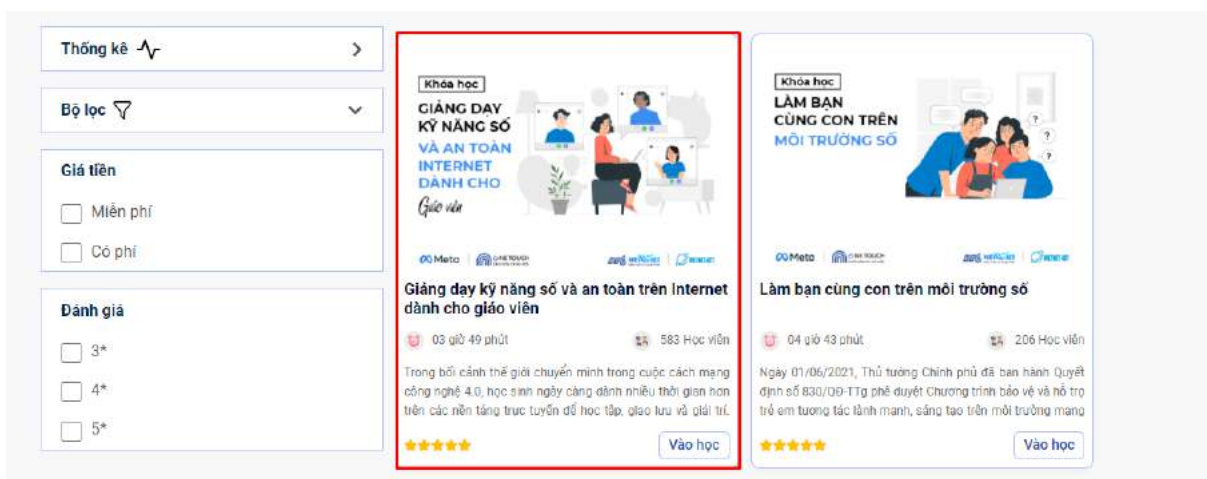 Thống kê
Bộ lọc
Giá tiền
Miễn phí
Có phí
Đánh giá
3*
4*
5*
Khóa học
GIẢNG DẠY
KỸ NĂNG SỐ
VÀ AN TOÀN
INTERNET
DÀNH CHO
Giáo viên
Meta
Giảng dạy kỹ năng số và an toàn trên Internet
dành cho giáo viên
03 giờ 49 phút
583 Học viên
Trong bối cảnh thế giới chuyển mình trong cuộc cách mạng
công nghệ 4.0, học sinh ngày càng dành nhiều thời gian hơn
trên các nền tảng trực tuyến để học tập, giao lưu và giải trí.
Vào học
Khóa học
LÀM BẠN
CÙNG CON TRÊN
MÔI TRƯỜNG SỐ
? ? ?
Meta
Làm bạn cùng con trên môi trường số
04 giờ 43 phút
206 Học viên
Ngày 01/06/2021, Thủ tướng Chính phủ đã ban hành Quyết
định số 830/QĐ-TTg phê duyệt Chương trình bảo vệ và hỗ trợ
trẻ em tương tác lành mạnh, sáng tạo trên môi trường mạng
Vào học